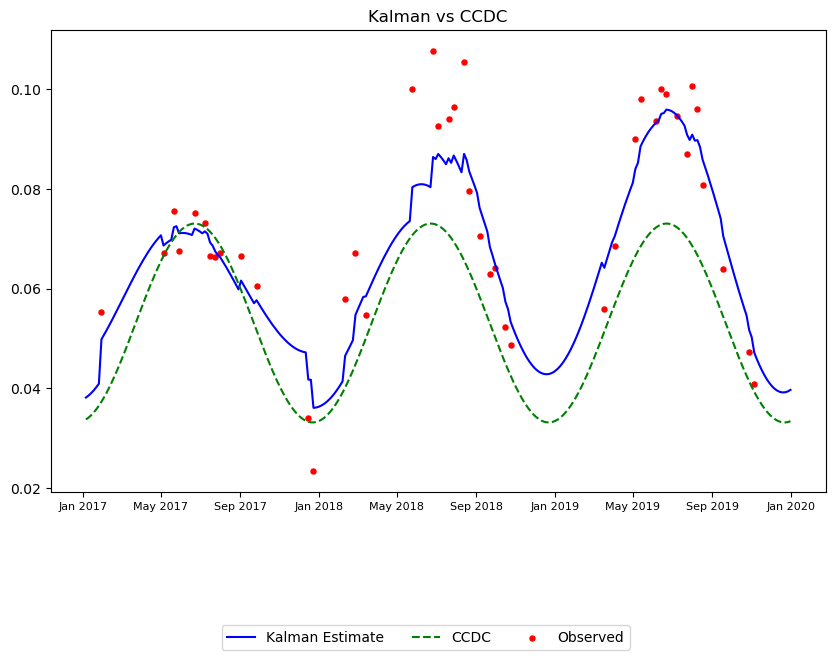 Kalman vs CCDC
0.10
0.08
0.06
0.04
0.02
Jan 2017 May 2017 Sep 2017 Jan 2018 May 2018 Sep 2018 Jan 2019 May 2019 Sep 2019 Jan 2020
Kalman Estimate CCDC Observed